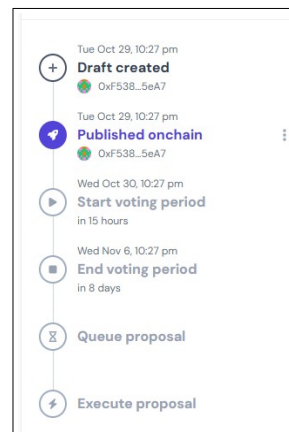 Tue Oct 29, 10:27 pm
Draft created
0xF538...5eA7
Tue Oct 29, 10:27 pm
Published onchain
0xF538...5eA7
Wed Oct 30, 10:27 pm
Start voting period
in 15 hours
Wed Nov 6, 10:27 pm
End voting period
in 8 days
Queue proposal
Execute proposal